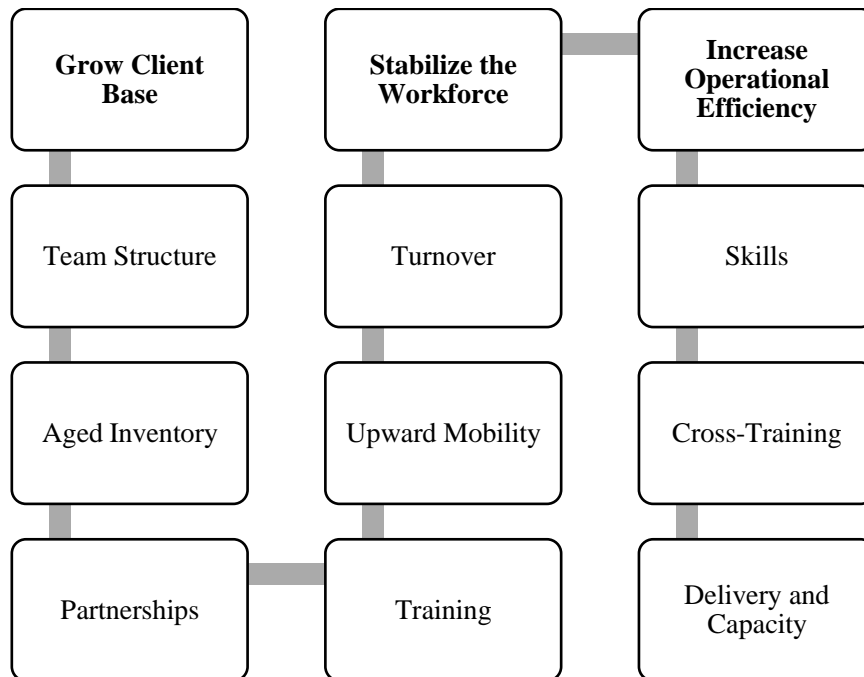 Grow Client
Base
Team Structure
Aged Inventory
Partnerships
Stabilize the
Workforce
Turnover
Upward Mobility
Training
Increase
Operational
Efficiency
Skills
Cross-Training
Delivery and
Capacity